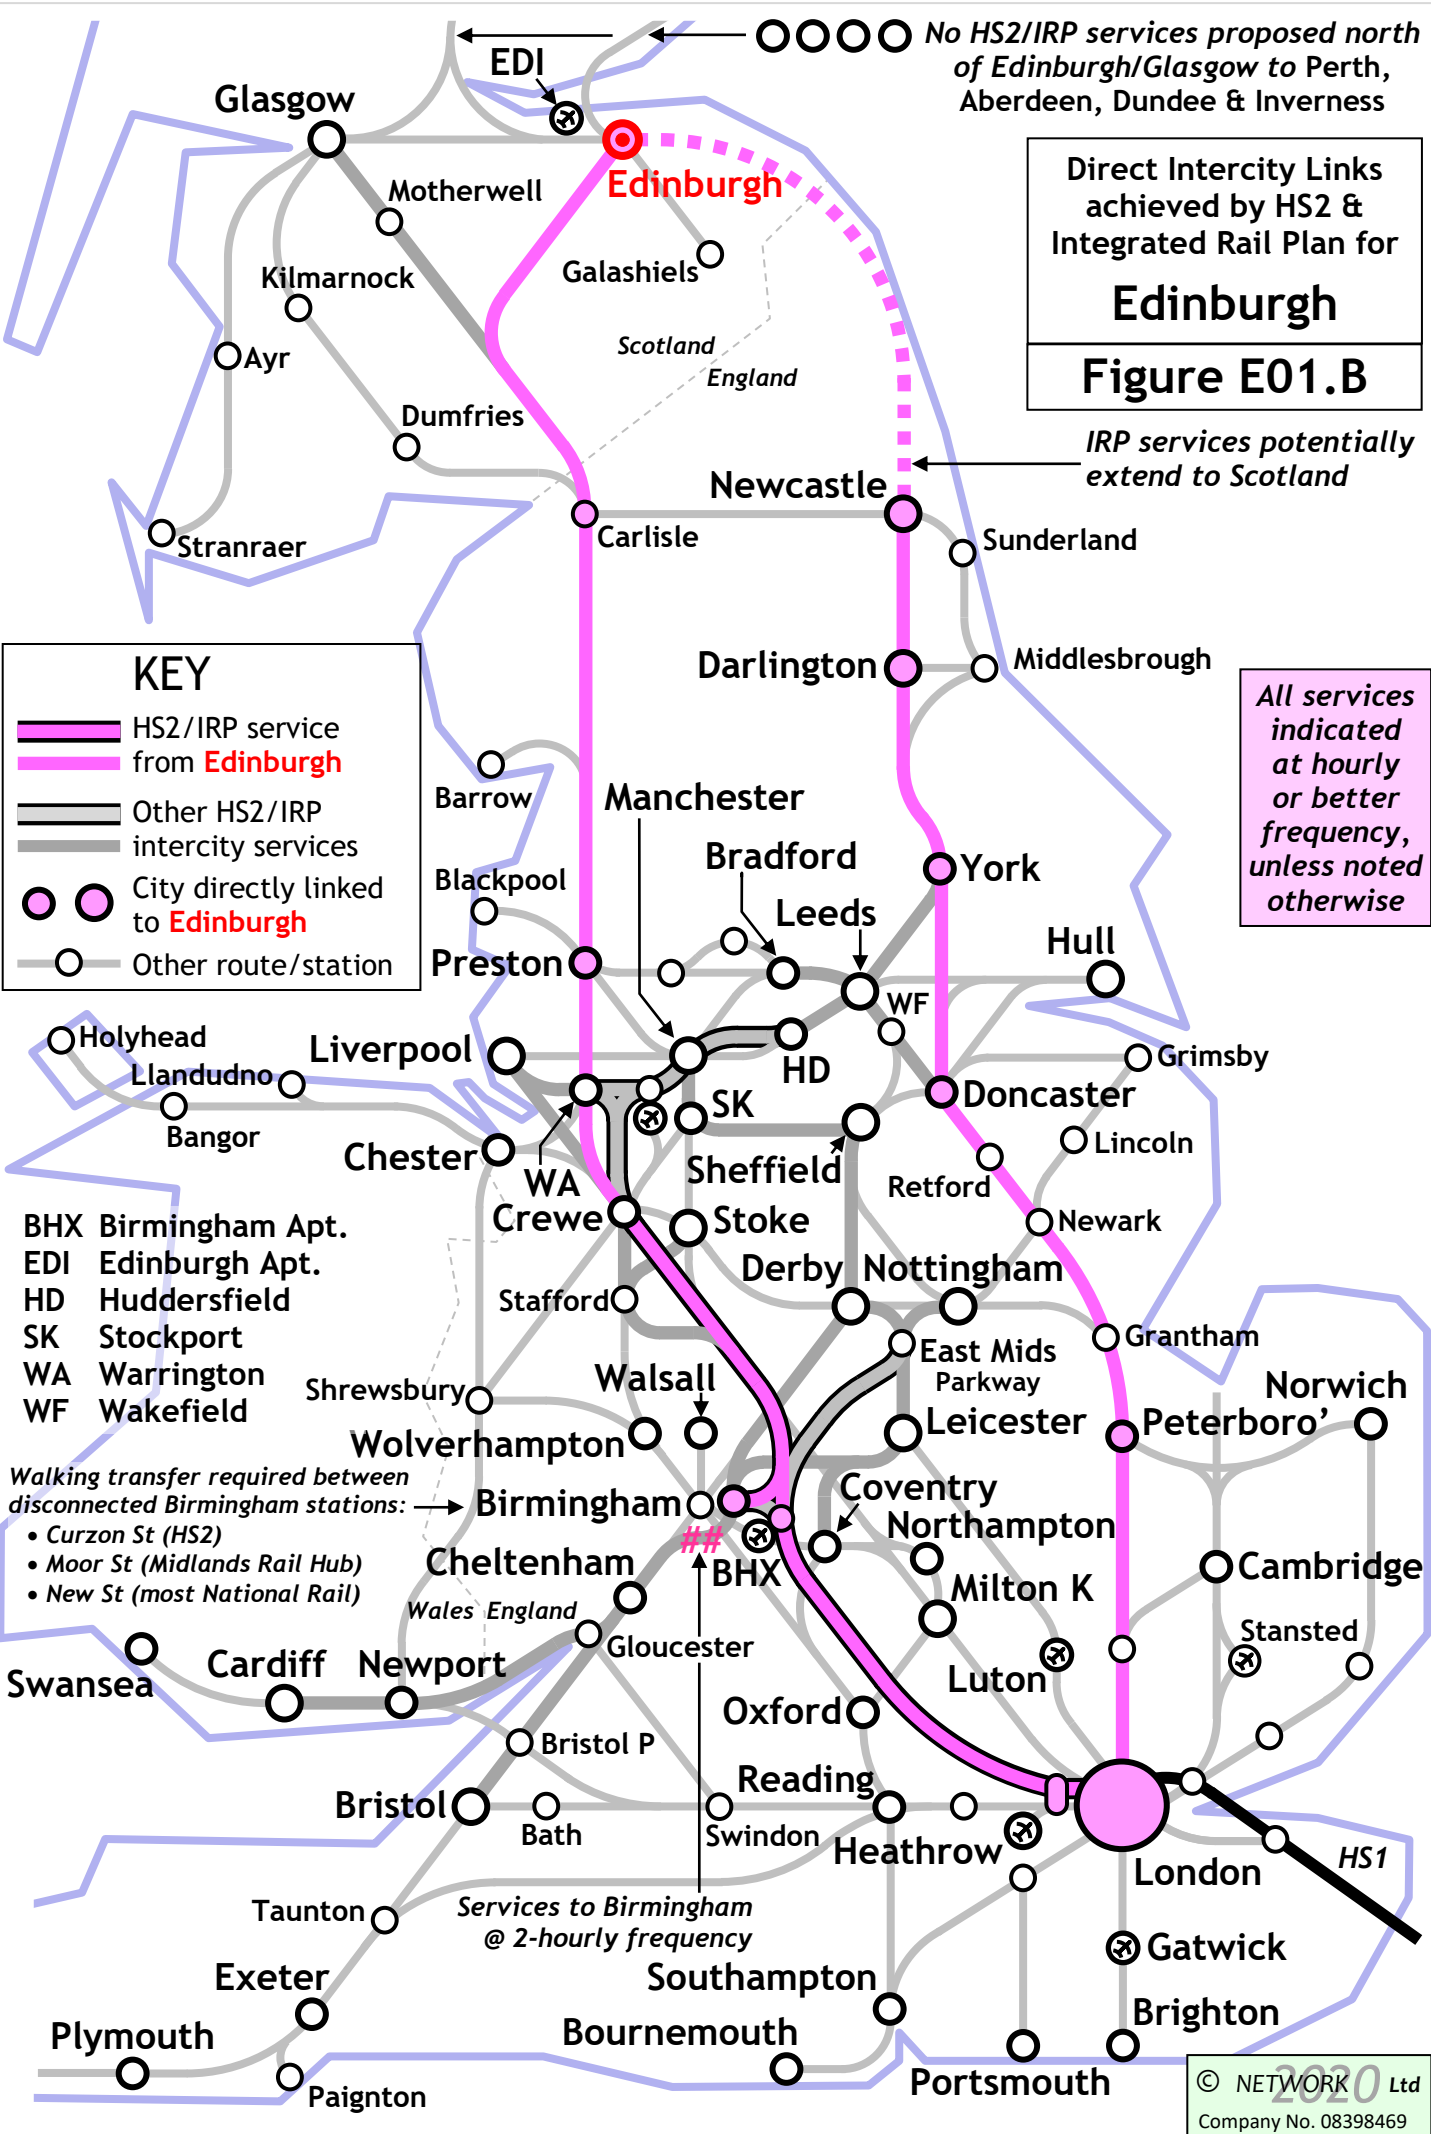 No HS2/IRP services proposed north
of Edinburgh/Glasgow to Perth,
Aberdeen, Dundee & Inverness
EDI
Glasgow
Edinburgh
Direct Intercity Links
achieved by HS2 &
Integrated Rail Plan for
Edinburgh
Figure E01.B
Motherwell
Galashiels
Kilmarnock
Scotland
England
Ayr
Dumfries
IRP services potentially
extend to Scotland
Newcastle
Stranraer
Carlisle
Sunderland
KEY
HS2/IRP service
from Edinburgh
Other HS2/IRP
intercity services
City directly linked
to Edinburgh
Other route/station
Darlington
Middlesbrough
All services
indicated
at hourly
or better
frequency,
unless noted
otherwise
Barrow
Manchester
Bradford
York
Blackpool
Leeds
Hull
Preston
WF
Holyhead
Liverpool
HD
Grimsby
Llandudno
SK
Doncaster
Bangor
Chester
Lincoln
WA
Sheffield
Retford
Crewe
Stoke
Newark
BHX Birmingham Apt.
EDI Edinburgh Apt.
HD Huddersfield
SK Stockport
WA Warrington
WF Wakefield
Derby
Nottingham
Stafford
Grantham
East Mids
Parkway
Walsall
Shrewsbury
Norwich
Leicester
Peterboro’
Wolverhampton
Walking transfer required between
disconnected Birmingham stations:
• Curzon St (HS2)
• Moor St (Midlands Rail Hub)
• New St (most National Rail)
Birmingham
##
Coventry
Northampton
BHX
Cheltenham
Cambridge
Milton K
Wales England
Gloucester
Stansted
Swansea
Cardiff
Newport
Luton
Oxford
Bristol P
Reading
Bristol
Bath
Swindon
Heathrow
London
HS1
Taunton
Services to Birmingham
@ 2-hourly frequency
Gatwick
Exeter
Southampton
Brighton
Plymouth
Bournemouth
Paignton
Portsmouth
© NETWORK 2020 Ltd
Company No. 08398469